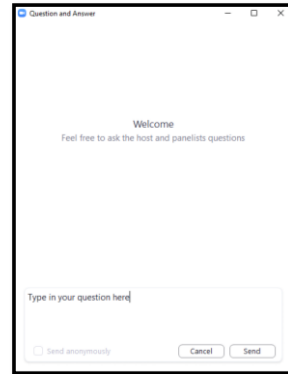 Question and Answer
Welcome
Feel free to ask the host and panelists questions
Type in your question here
Send anonymously
Cancel
Send